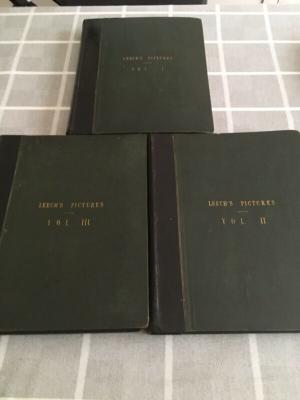 LEECH'S PICTURES
VOL. I
LEECH'S PICTURES
VOL III
LEECH'S PICTURES
VOL. II